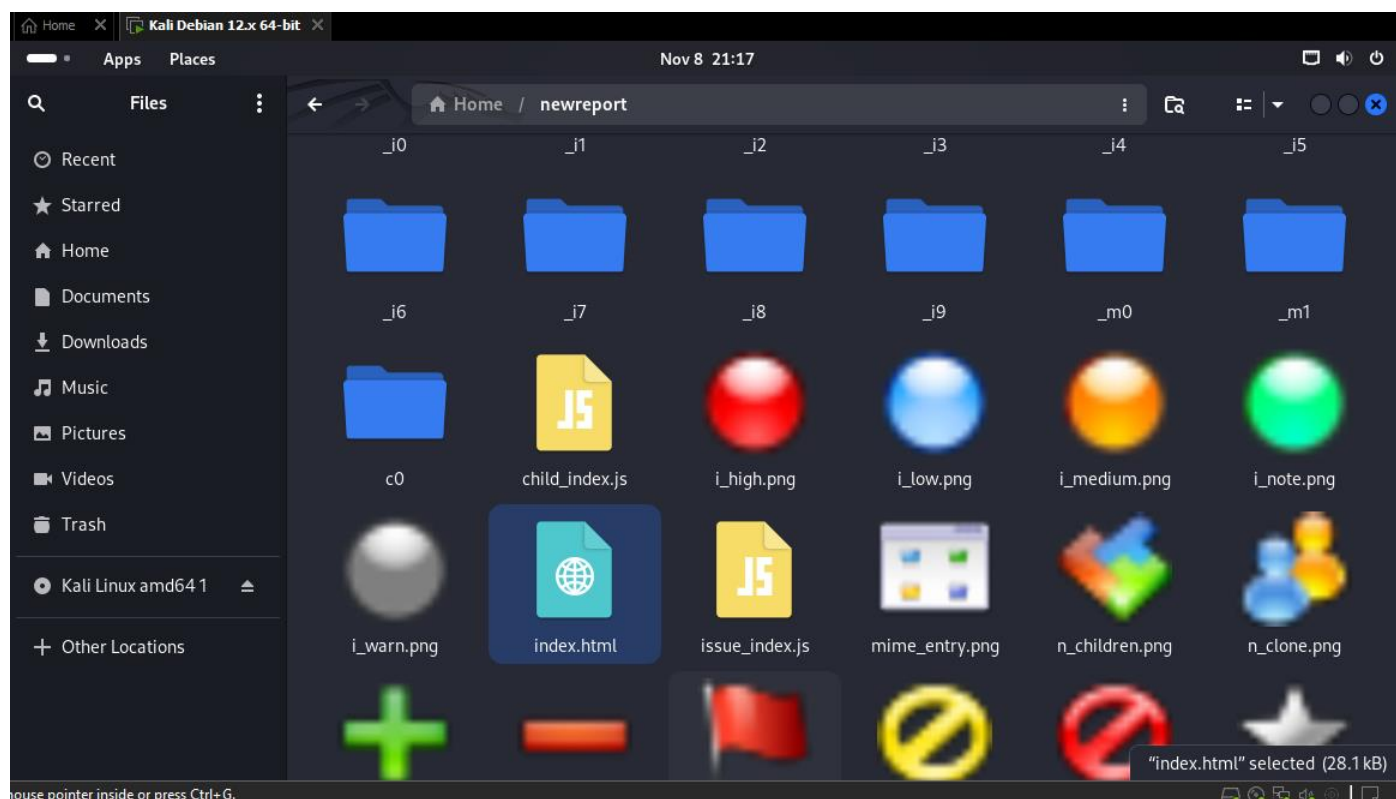 Home
Kali Debian 12.x 64-bit
Apps Places Nov 8 21:17
Files
Home / newreport
Recent
Starred
Home
Documents
Downloads
Music
Pictures
Videos
Trash
Kali Linux amd64 1
+ Other Locations
_i0 _i1 _i2 _i3 _i4 _i5
_i6 _i7 _i8 _i9 _m0 _m1
JS
c0 child_index.js i_high.png i_low.png i_medium.png i_note.png
JS
i_warn.png index.html issue_index.js mime_entry.png n_children.png n_clone.png
"index.html" selected (28.1 kB)
ouse pointer inside or press Ctrl+G.